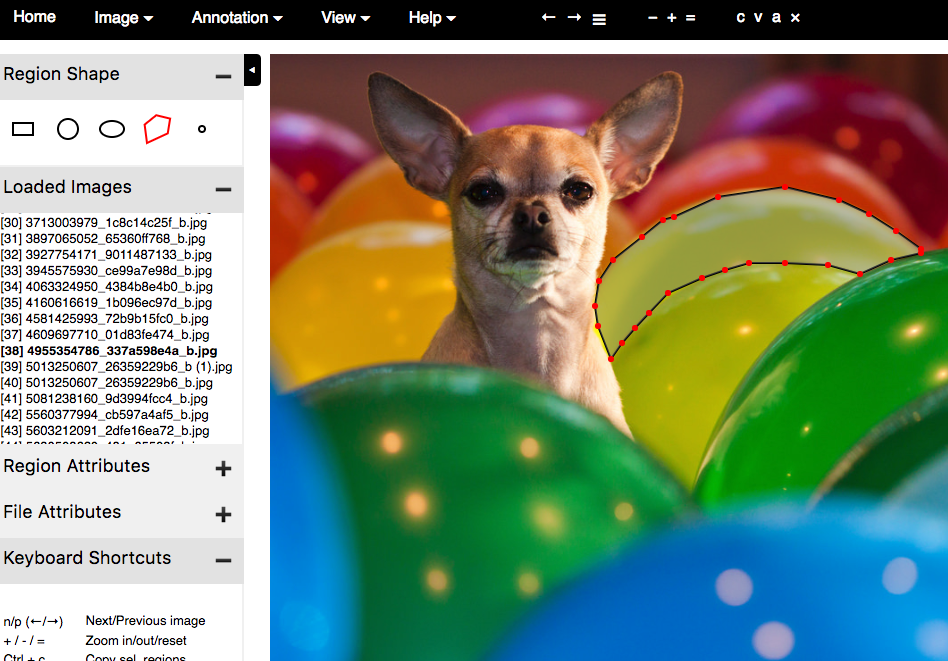 Home Image Annotation View Help ← → ☰ − + = c v a ×
Region Shape −
Loaded Images −
[30] 3713003979_1c8c14c25f_b.jpg
[31] 3897065052_65360ff768_b.jpg
[32] 3927754171_9011487133_b.jpg
[33] 3945575930_ce99a7e98d_b.jpg
[34] 4063324950_4384b8e4b0_b.jpg
[35] 4160616619_1b096ec97d_b.jpg
[36] 4581425993_72b9b15fc0_b.jpg
[37] 4609697710_01d83fe474_b.jpg
[38] 4955354786_337a598e4a_b.jpg
[39] 5013250607_26359229b6_b (1).jpg
[40] 5013250607_26359229b6_b.jpg
[41] 5081238160_9d3994fcc4_b.jpg
[42] 5560377994_cb597a4af5_b.jpg
[43] 5603212091_2dfe16ea72_b.jpg
Region Attributes +
File Attributes +
Keyboard Shortcuts −
n/p (←/→) Next/Previous image
+ / - / = Zoom in/out/reset
Ctrl + c Copy sel. regions